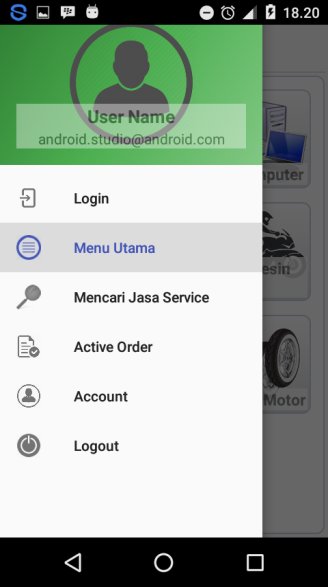 18.20
User Name
android.studio@android.com
Login
Menu Utama
Mencari Jasa Service
Active Order
Account
Logout
puter
esin
Motor